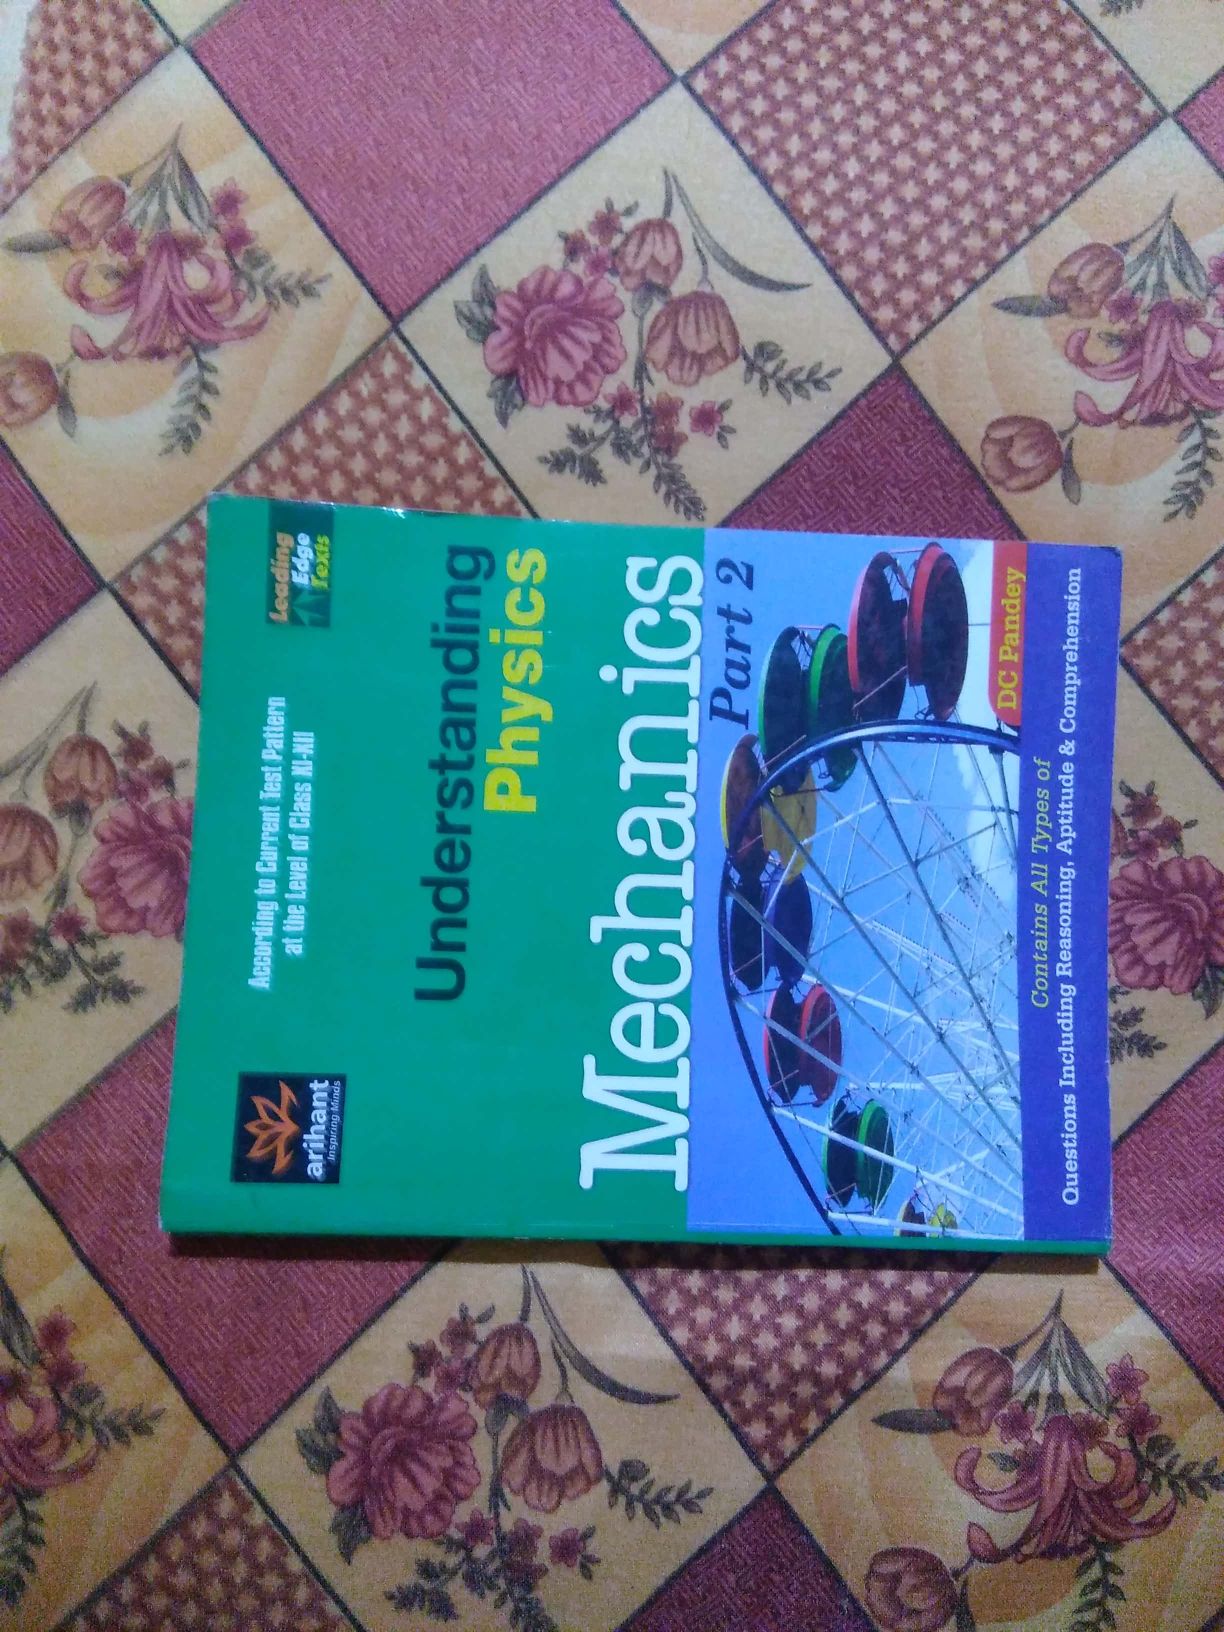 Leading
Edge
Texts
According to Current Test Pattern
at the Level of Class XI-XII
arihant
Inspiring Minds
Understanding
Physics
Mechanics
Part 2
DC Pandey
Contains All Types of
Questions Including Reasoning, Aptitude & Comprehension